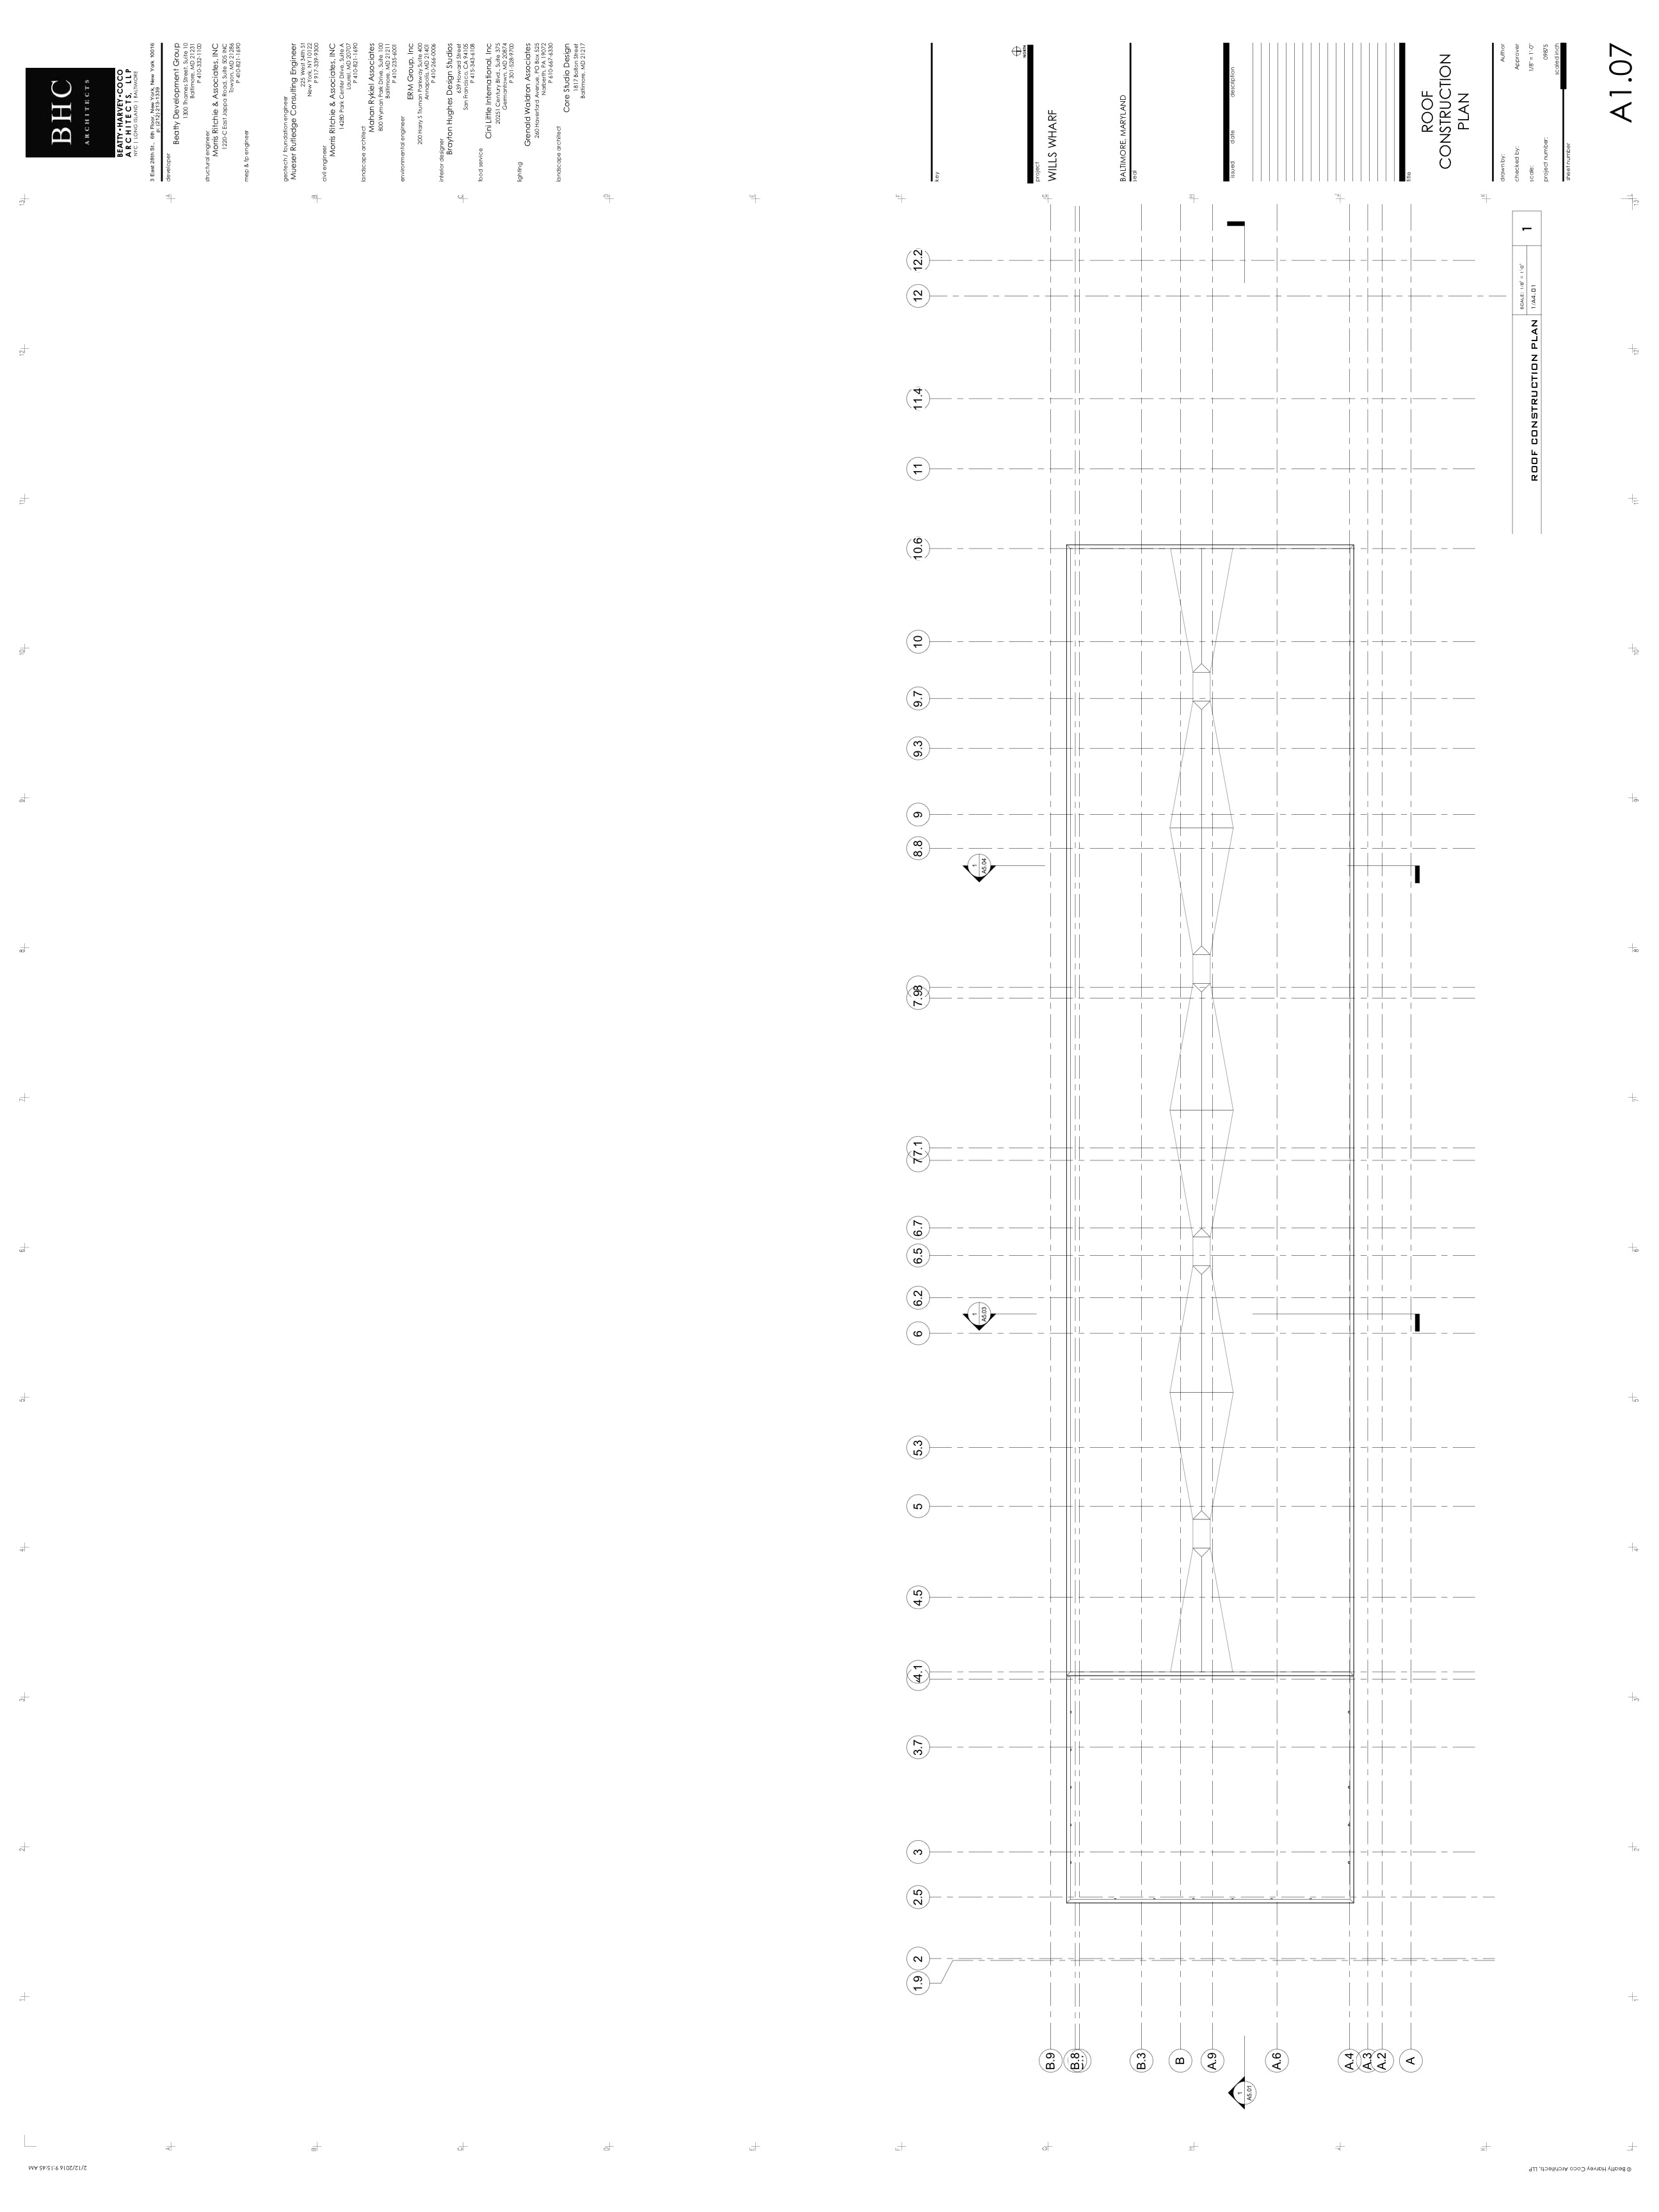 BHC
ARCHITECTS
BEATTY•HARVEY•COCO
ARCHITECTS, LLP
NYC | LONG ISLAND | BALTIMORE
3 East 28th St., 6th Floor, New York, New York 10016
p: (212) 213-1339
developer
Beatty Development Group
1300 Thames Street, Suite 10
Baltimore, MD 21231
P 410-332-1100
structural engineer
Morris Ritchie & Associates, INC
1220-C East Joppa Road, Suite 505 INC
Towson, MD 21286
P 410-821-1690
mep & fp engineer
geotech / foundation engineer
Mueser Rutledge Consulting Engineer
225 West 34th St
New York, NY 10122
P 917-339-9300
civil engineer
Morris Ritchie & Associates, INC
14280 Park Center Drive, Suite A
Laurel, MD 20707
P 410-821-1690
landscape architect
Mahan Rykiel Associates
800 Wyman Park Drive, Suite 100
Baltimore, MD 21211
P 410-235-6001
environmental engineer
ERM Group, Inc
200 Harry S Truman Parkway Suite 400
Annapolis, MD 21401
P 410-266-0006
interior designer
Brayton Hughes Design Studios
639 Howard Street
San Francisco, CA 94105
P 415-343-6108
food service
Cini Little International, Inc
20251 Century Blvd., Suite 375
Germantown, MD 20874
P 301-528-9700
lighting
Grenald Waldron Associates
260 Haverford Avenue, PO Box 525
Narberth, PA 19072
P 610-667-6330
landscape architect
Core Studio Design
1817 Bolton Street
Baltimore, MD 21217
key
NORTH
project
WILLS WHARF
BALTIMORE, MARYLAND
seal
issued date description
title
ROOF
CONSTRUCTION
PLAN
drawn by: Author
checked by: Approver
scale: 1/8" = 1'-0"
project number: 09875
scaled inch
sheet number
A1.07
1.9
2
2.5
3
3.7
4.1
4.5
5
5.3
6
6.2
6.5
6.7
7
7.1
7.9
8.8
9
9.3
9.7
10
10.6
11
11.4
12
12.2
B.9
B.8
B.3
B
A.9
A.6
A.4
A.3
A.2
A
1
A5.03
1
A5.04
1
A5.01
ROOF CONSTRUCTION PLAN
SCALE: 1/8" = 1'-0"
1/A4.01
1
2/12/2016 9:15:45 AM
© Beatty Harvey Coco Architects, LLP